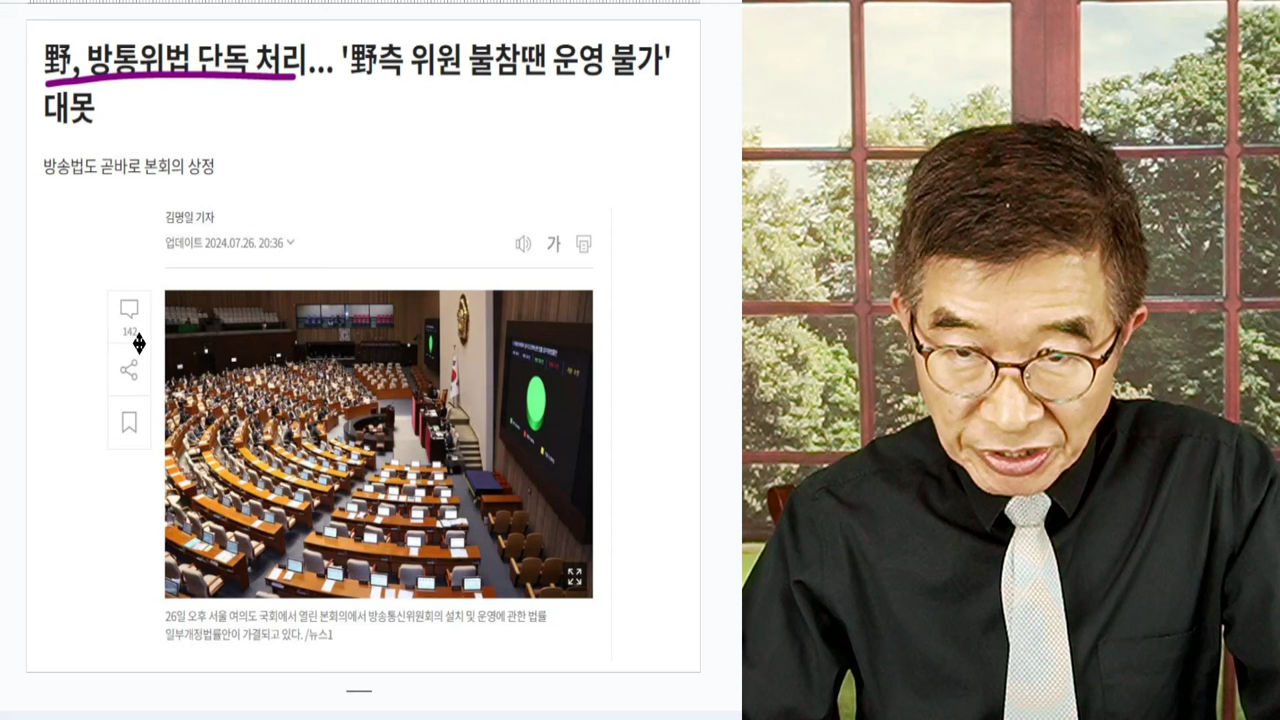 野, 방통위법 단독 처리... '野측 위원 불참땐 운영 불가'
대못
방송법도 곧바로 본회의 상정
김명일 기자
업데이트 2024.07.26. 20:36
가
142
26일 오후 서울 여의도 국회에서 열린 본회의에서 방송통신위원회의 설치 및 운영에 관한 법률
일부개정법률안이 가결되고 있다. /뉴스1